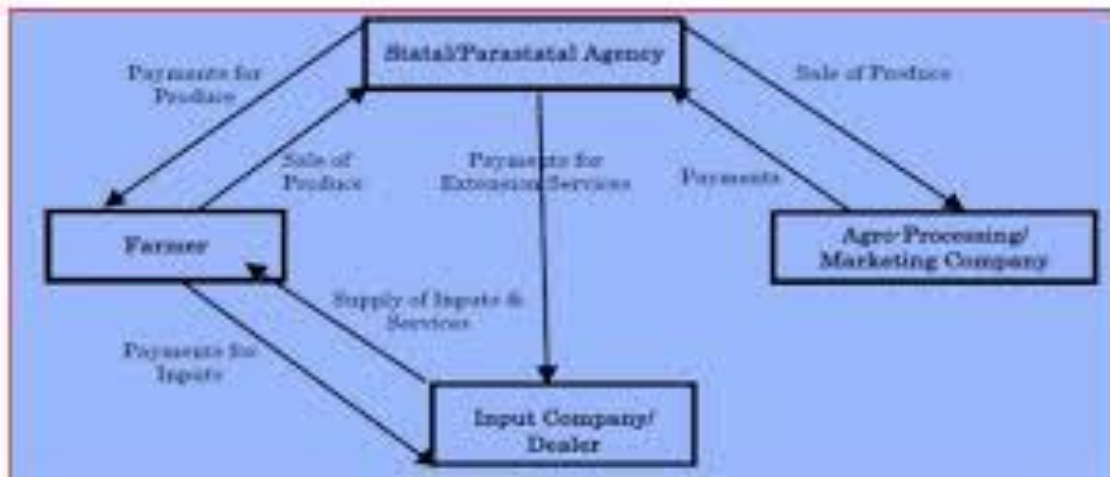 Statal/Parastatal Agency
Payments for
Produce
Sale of Produce
Sale of
Produce
Payments for
Extension Services
Payments
Farmer
Agro-Processing/
Marketing Company
Supply of Inputs &
Services
Payments for
Inputs
Input Company/
Dealer